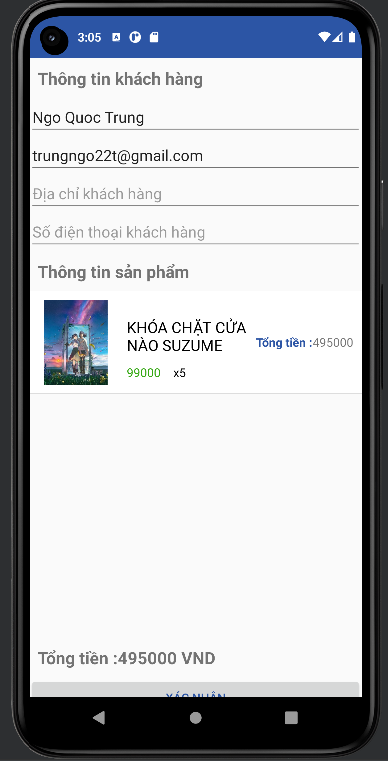 3:05
Thông tin khách hàng
Ngo Quoc Trung
trungngo22t@gmail.com
Địa chỉ khách hàng
Số điện thoại khách hàng
Thông tin sản phẩm
KHÓA CHẶT CỬA
NÀO SUZUME
Tổng tiền :495000
99000 x5
Tổng tiền :495000 VND
XÁC NHẬN